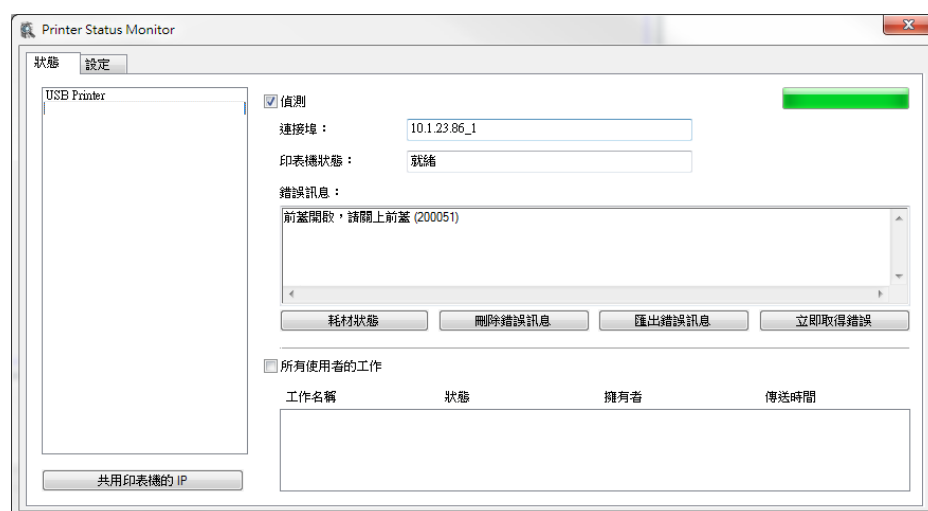 Printer Status Monitor
狀態 設定
USB Printer
偵測
連接埠： 10.1.23.86_1
印表機狀態： 就緒
錯誤訊息：
前蓋開啟，請關上前蓋 (200051)
耗材狀態 刪除錯誤訊息 匯出錯誤訊息 立即取得錯誤
所有使用者的工作
工作名稱 狀態 擁有者 傳送時間
共用印表機的 IP